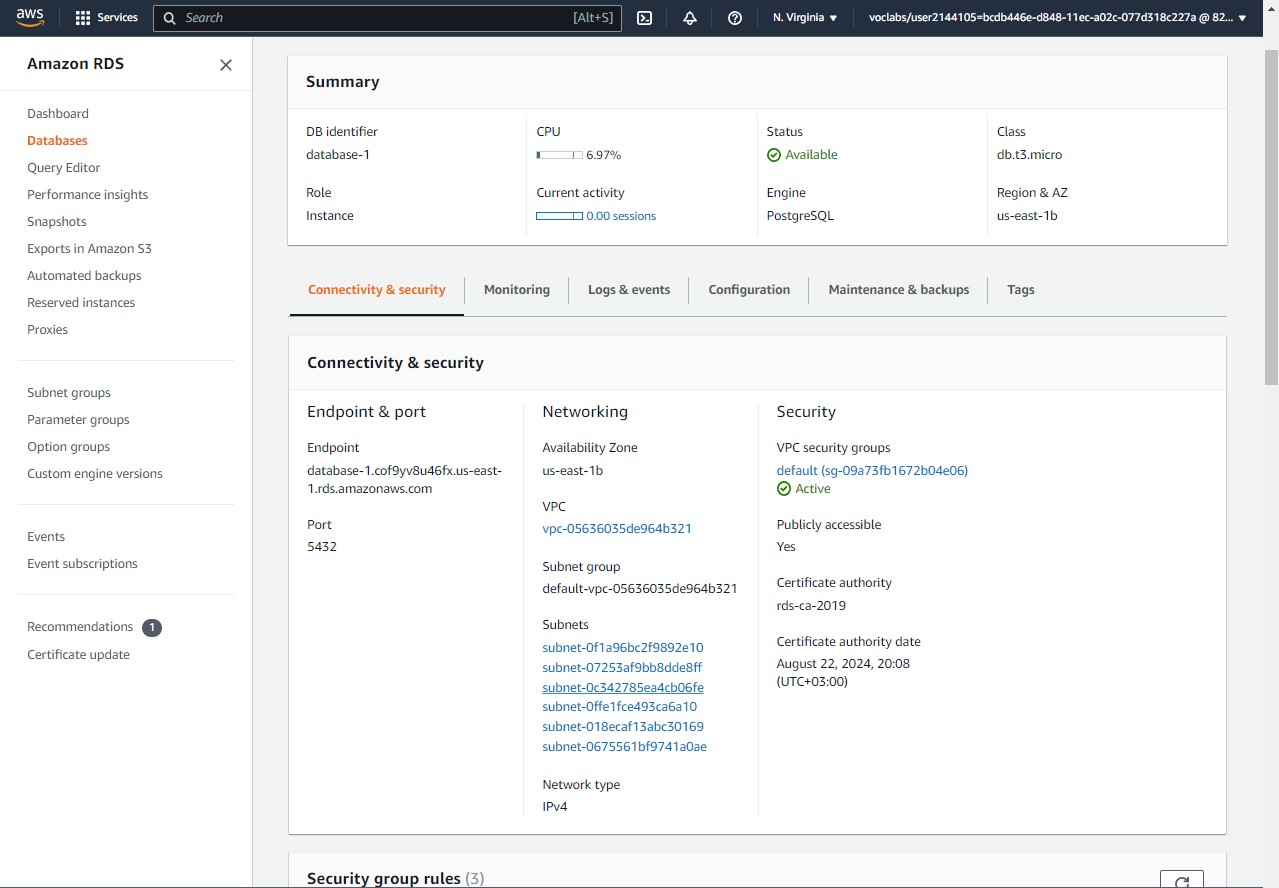 aws
Services
Search
[Alt+S]
N. Virginia
voclabs/user2144105=bcdb446e-d848-11ec-a02c-077d318c227a @ 82...
Amazon RDS
Dashboard
Databases
Query Editor
Performance insights
Snapshots
Exports in Amazon S3
Automated backups
Reserved instances
Proxies
Subnet groups
Parameter groups
Option groups
Custom engine versions
Events
Event subscriptions
Recommendations 1
Certificate update
Summary
DB identifier
database-1
Role
Instance
CPU
6.97%
Current activity
0.00 sessions
Status
Available
Engine
PostgreSQL
Class
db.t3.micro
Region & AZ
us-east-1b
Connectivity & security
Monitoring
Logs & events
Configuration
Maintenance & backups
Tags
Connectivity & security
Endpoint & port
Endpoint
database-1.cof9yv8u46fx.us-east-
1.rds.amazonaws.com
Port
5432
Networking
Availability Zone
us-east-1b
VPC
vpc-05636035de964b321
Subnet group
default-vpc-05636035de964b321
Subnets
subnet-0f1a96bc2f9892e10
subnet-07253af9bb8dde8ff
subnet-0c342785ea4cb06fe
subnet-0ffe1fce493ca6a10
subnet-018ecaf13abc30169
subnet-0675561bf9741a0ae
Network type
IPv4
Security
VPC security groups
default (sg-09a73fb1672b04e06)
Active
Publicly accessible
Yes
Certificate authority
rds-ca-2019
Certificate authority date
August 22, 2024, 20:08
(UTC+03:00)
Security group rules (3)